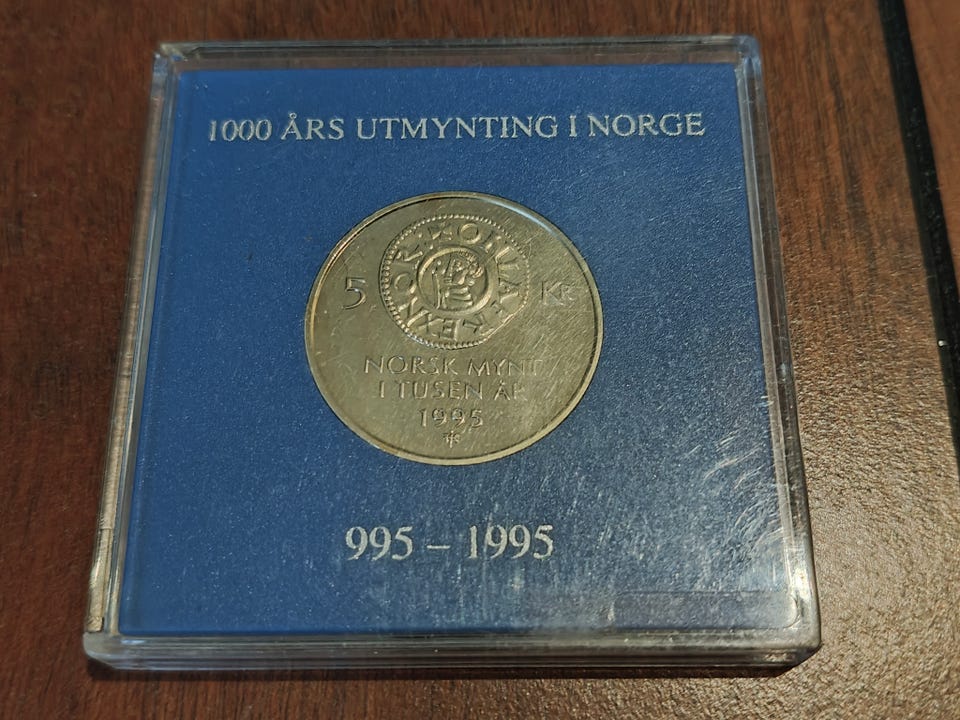 1000 ÅRS UTMYNTING I NORGE
5 Kr
NORSK MYNT
I TUSEN ÅR
1995
995 – 1995